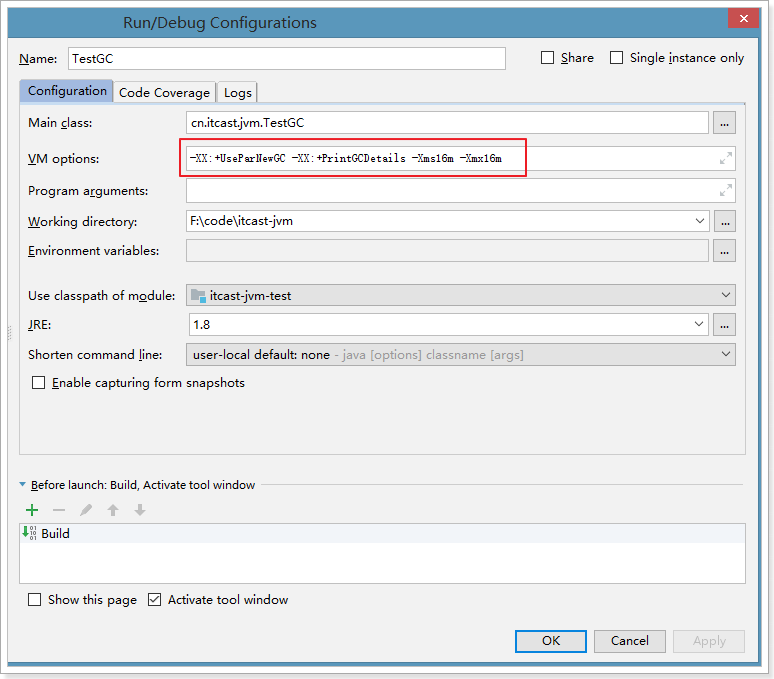 Run/Debug Configurations
Name: TestGC Share Single instance only
Configuration Code Coverage Logs
Main class: cn.itcast.jvm.TestGC ...
VM options: -XX:+UseParNewGC -XX:+PrintGCDetails -Xms16m -Xmx16m
Program arguments:
Working directory: F:\code\itcast-jvm ...
Environment variables: ...
Use classpath of module: itcast-jvm-test
JRE: 1.8 ...
Shorten command line: user-local default: none - java [options] classname [args]
Enable capturing form snapshots
Before launch: Build, Activate tool window
Build
Show this page Activate tool window
OK Cancel Apply